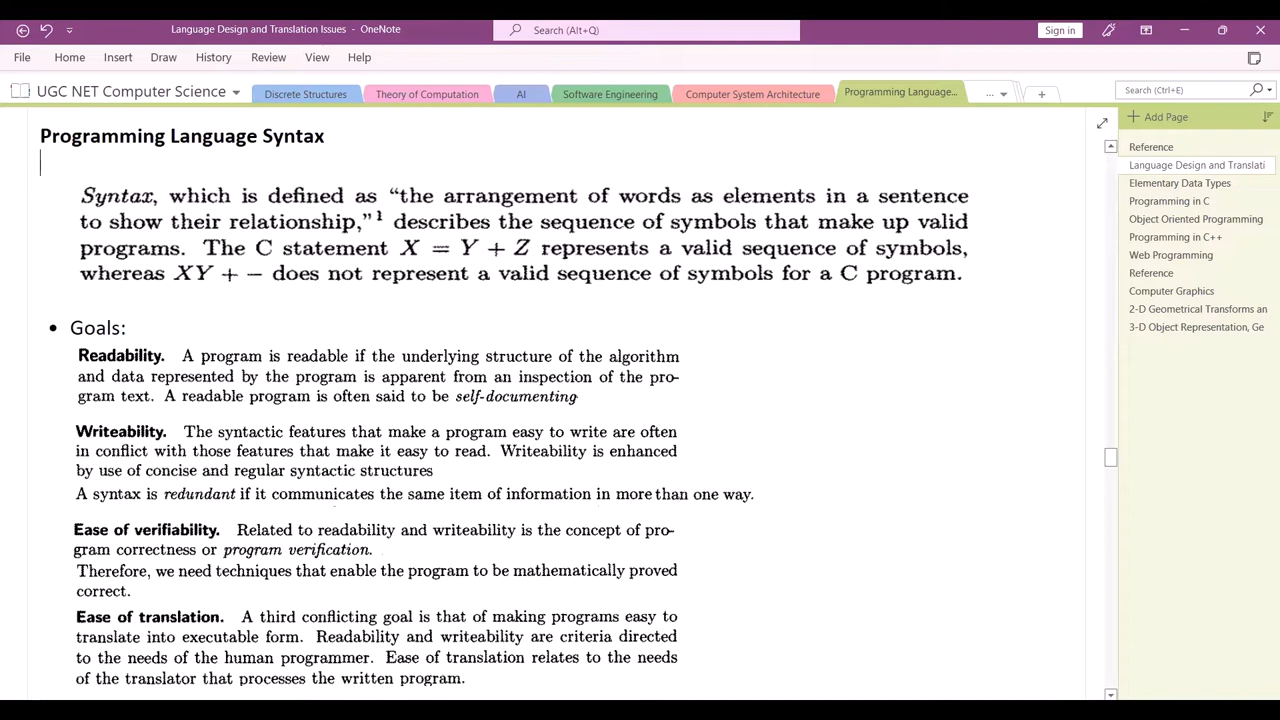 Language Design and Translation Issues - OneNote
Search (Alt+Q)
Sign in
File Home Insert Draw History Review View Help
UGC NET Computer Science
Discrete Structures
Theory of Computation
AI
Software Engineering
Computer System Architecture
Programming Language...
...
Search (Ctrl+E)
Programming Language Syntax
Syntax, which is defined as “the arrangement of words as elements in a sentence
to show their relationship,”¹ describes the sequence of symbols that make up valid
programs. The C statement X = Y + Z represents a valid sequence of symbols,
whereas XY + − does not represent a valid sequence of symbols for a C program.
• Goals:
Readability. A program is readable if the underlying structure of the algorithm
and data represented by the program is apparent from an inspection of the pro-
gram text. A readable program is often said to be self-documenting
Writeability. The syntactic features that make a program easy to write are often
in conflict with those features that make it easy to read. Writeability is enhanced
by use of concise and regular syntactic structures
A syntax is redundant if it communicates the same item of information in more than one way.
Ease of verifiability. Related to readability and writeability is the concept of pro-
gram correctness or program verification.
Therefore, we need techniques that enable the program to be mathematically proved
correct.
Ease of translation. A third conflicting goal is that of making programs easy to
translate into executable form. Readability and writeability are criteria directed
to the needs of the human programmer. Ease of translation relates to the needs
of the translator that processes the written program.
Add Page
Reference
Language Design and Translati
Elementary Data Types
Programming in C
Object Oriented Programming
Programming in C++
Web Programming
Reference
Computer Graphics
2-D Geometrical Transforms an
3-D Object Representation, Ge